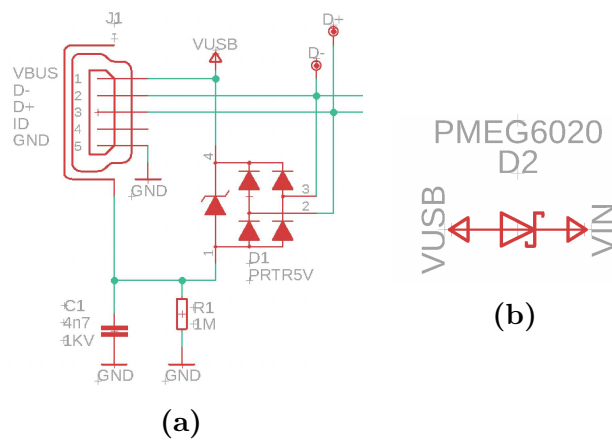 J1
D+
VUSB
D-
VBUS
D-
D+
ID
GND
1
2
3
4
5
GND
4
3
2
1
D1
PRTR5V
C1
4n7
1KV
R1
1M
GND
GND
(a)
PMEG6020
D2
VUSB
VIN
(b)